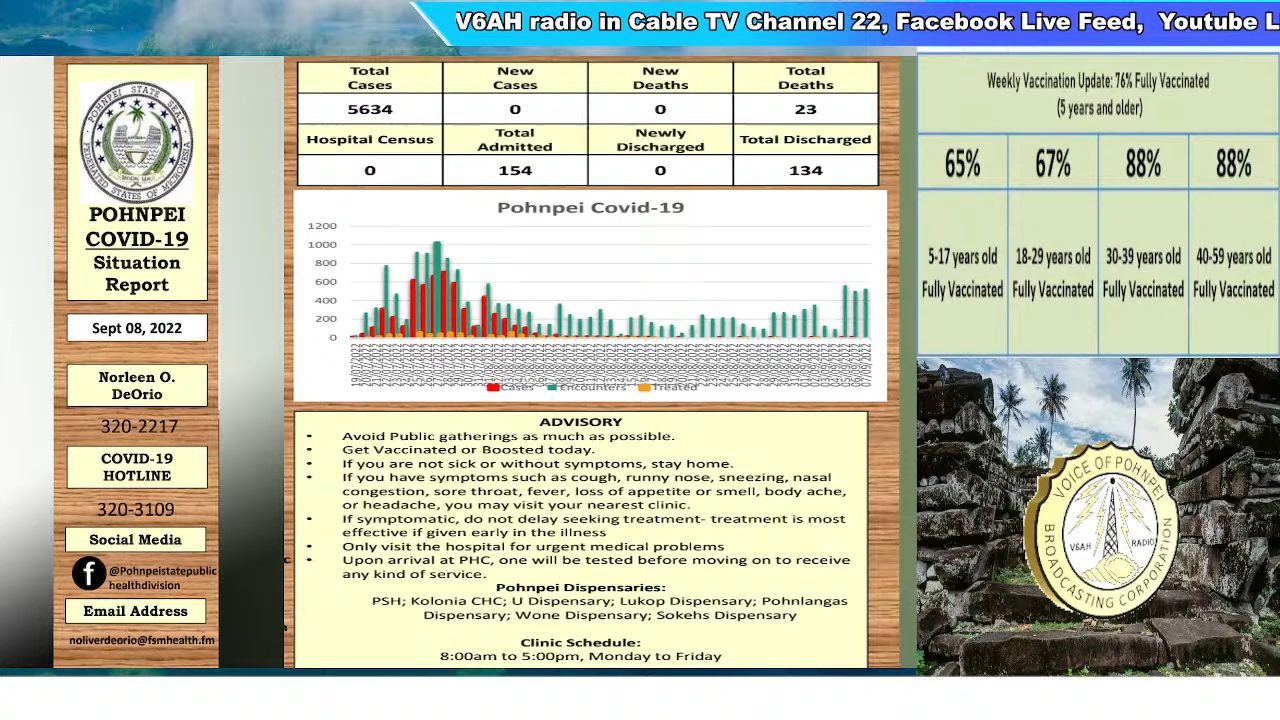 V6AH radio in Cable TV Channel 22, Facebook Live Feed, Youtube L
POHNPEI STATE SEAL
FEDERATED STATES OF MICRONESIA
POHNPEI
COVID-19
Situation
Report
Sept 08, 2022
Norleen O.
DeOrio
320-2217
COVID-19
HOTLINE
320-3109
Social Media
f
@Pohnpeistatepublic
healthdivision
Email Address
noliverdeorio@fsmhealth.fm
Total Cases
New Cases
New Deaths
Total Deaths
5634
0
0
23
Hospital Census
Total Admitted
Newly Discharged
Total Discharged
0
154
0
134
Pohnpei Covid-19
1200
1000
800
600
400
200
0
Cases
Encounters
Treated
ADVISORY
• Avoid Public gatherings as much as possible.
• Get Vaccinated or Boosted today.
• If you are not sick or without symptoms, stay home.
• If you have symptoms such as cough, runny nose, sneezing, nasal
congestion, sore throat, fever, loss of appetite or smell, body ache,
or headache, you may visit your nearest clinic.
• If symptomatic, do not delay seeking treatment- treatment is most
effective if given early in the illness
• Only visit the hospital for urgent medical problems
• Upon arrival at PHC, one will be tested before moving on to receive
any kind of service.
Pohnpei Dispensaries:
PSH; Kolonia CHC; U Dispensary; Lukop Dispensary; Pohnlangas
Dispensary; Wone Dispensary; Sokehs Dispensary
Clinic Schedule:
8:00am to 5:00pm, Monday to Friday
Weekly Vaccination Update: 76% Fully Vaccinated
(5 years and older)
65%
67%
88%
88%
5-17 years old
Fully Vaccinated
18-29 years old
Fully Vaccinated
30-39 years old
Fully Vaccinated
40-59 years old
Fully Vaccinated
VOICE OF POHNPEI
V6AH RADIO
BROADCASTING CORPORATION